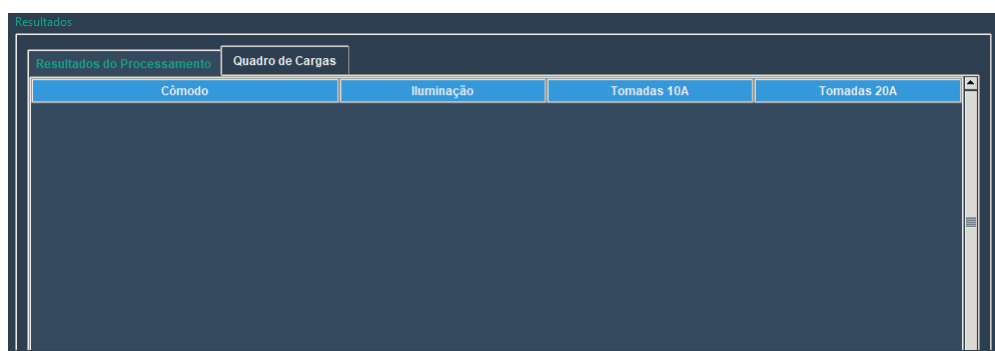 Resultados
Resultados do Processamento Quadro de Cargas
Cômodo Iluminação Tomadas 10A Tomadas 20A